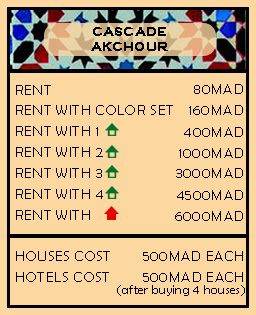 CASCADE
AKCHOUR
RENT 80MAD
RENT WITH COLOR SET 160MAD
RENT WITH 1 400MAD
RENT WITH 2 1000MAD
RENT WITH 3 3000MAD
RENT WITH 4 4500MAD
RENT WITH 6000MAD
HOUSES COST 500MAD EACH
HOTELS COST 500MAD EACH
(after buying 4 houses)